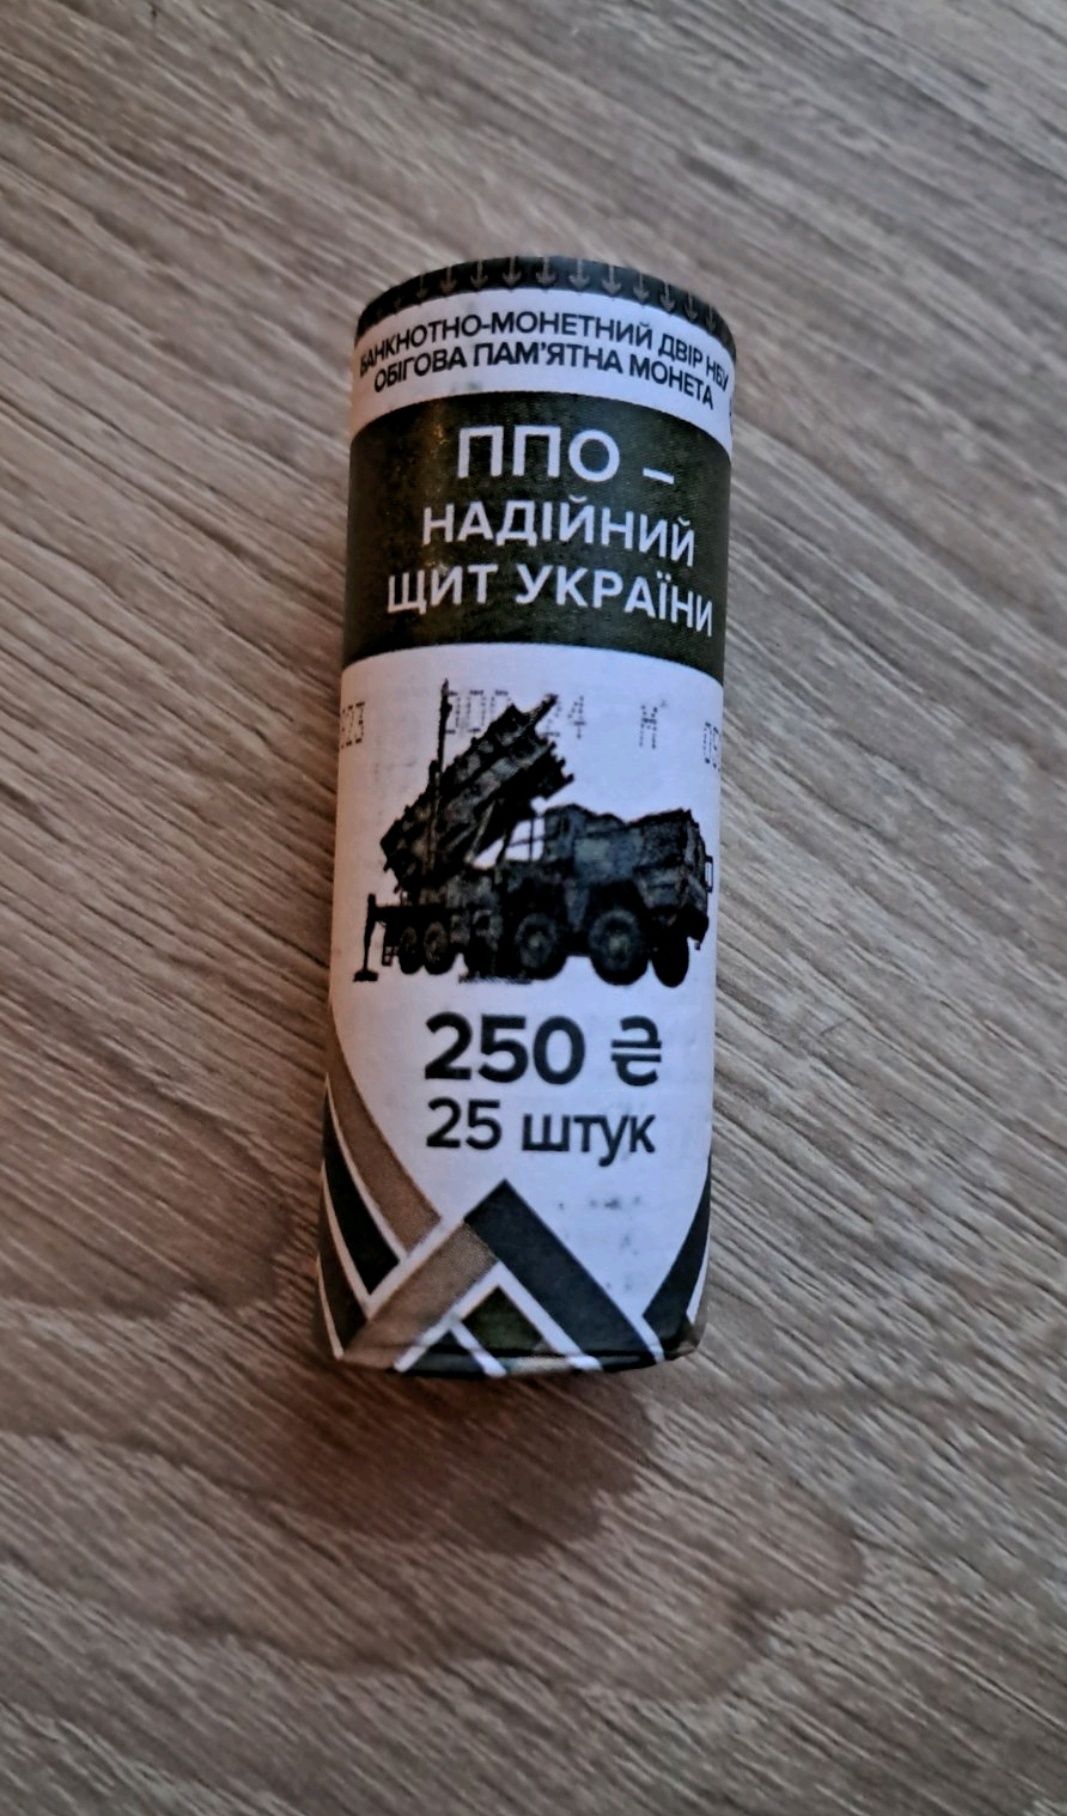 БАНКНОТНО-МОНЕТНИЙ ДВІР НБУ
ОБІГОВА ПАМ'ЯТНА МОНЕТА
ППО –
НАДІЙНИЙ
ЩИТ УКРАЇНИ
250 ₴
25 штук